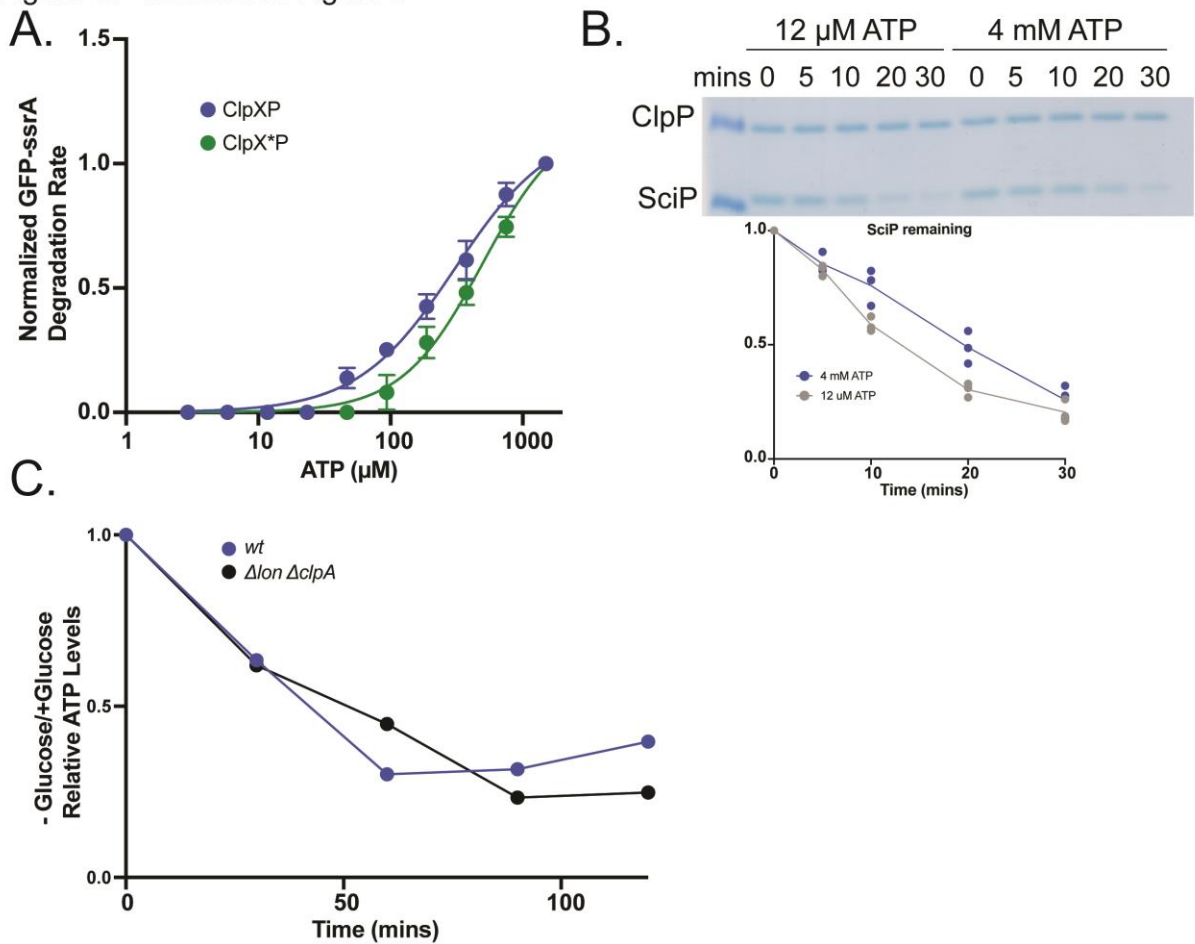 A.
1.5
1.0
0.5
0.0
Normalized GFP-ssrA
Degradation Rate
ClpXP
ClpX*P
1 10 100 1000
ATP (µM)
B.
12 µM ATP 4 mM ATP
mins 0 5 10 20 30 0 5 10 20 30
ClpP
SciP
SciP remaining
1.0
0.5
0.0
4 mM ATP
12 uM ATP
0 10 20 30
Time (mins)
C.
1.0
0.5
0.0
- Glucose/+Glucose
Relative ATP Levels
wt
Δlon ΔclpA
0 50 100
Time (mins)